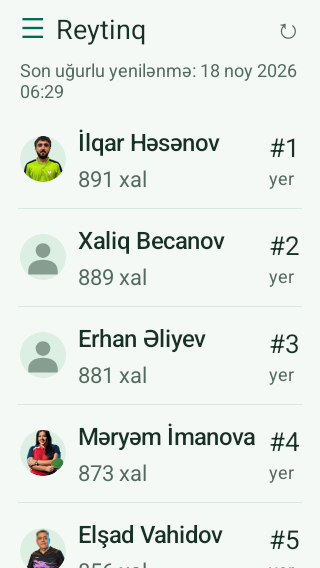 Reytinq
Son uğurlu yenilənmə: 18 noy 2026
06:29
İlqar Həsənov
#1
891 xal
yer
Xaliq Becanov
#2
889 xal
yer
Erhan Əliyev
#3
881 xal
yer
Məryəm İmanova
#4
873 xal
yer
Elşad Vahidov
#5